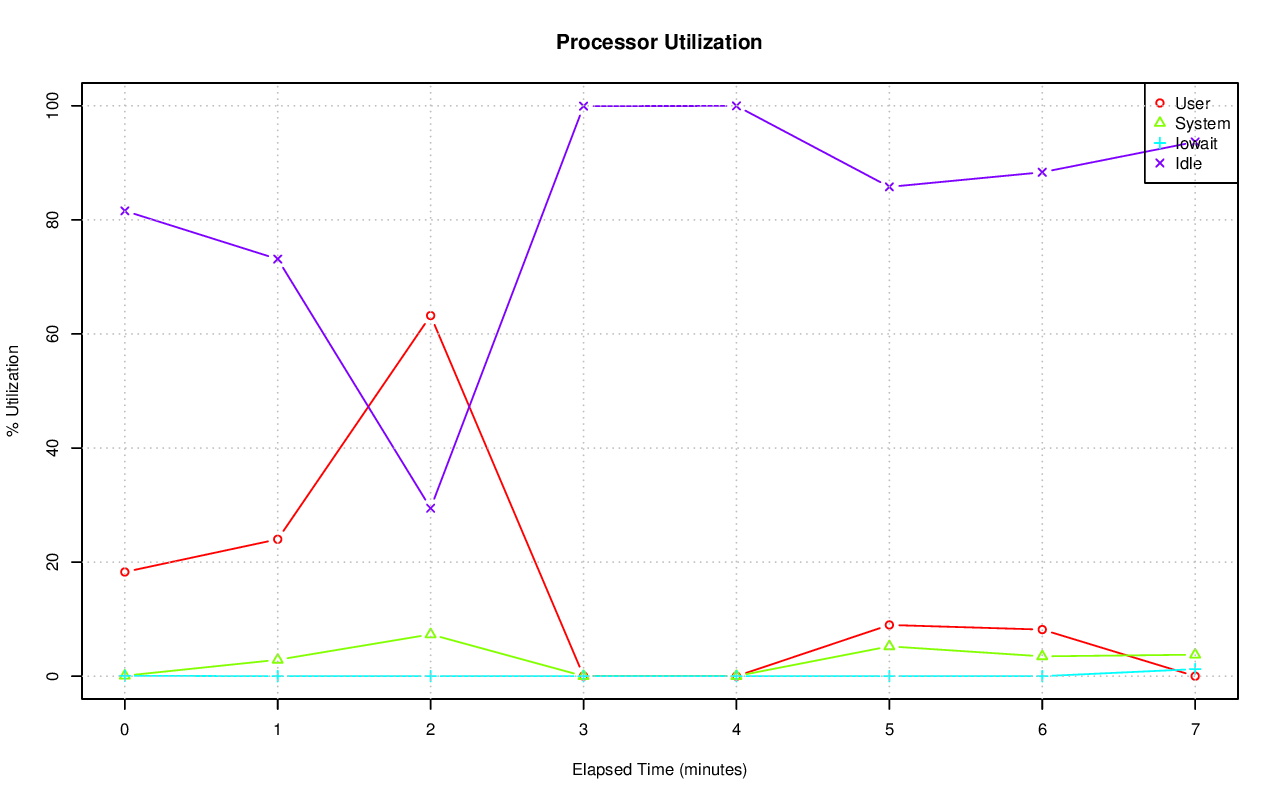 Processor Utilization
% Utilization
100
80
60
40
20
0
User
System
Iowait
Idle
0 1 2 3 4 5 6 7
Elapsed Time (minutes)